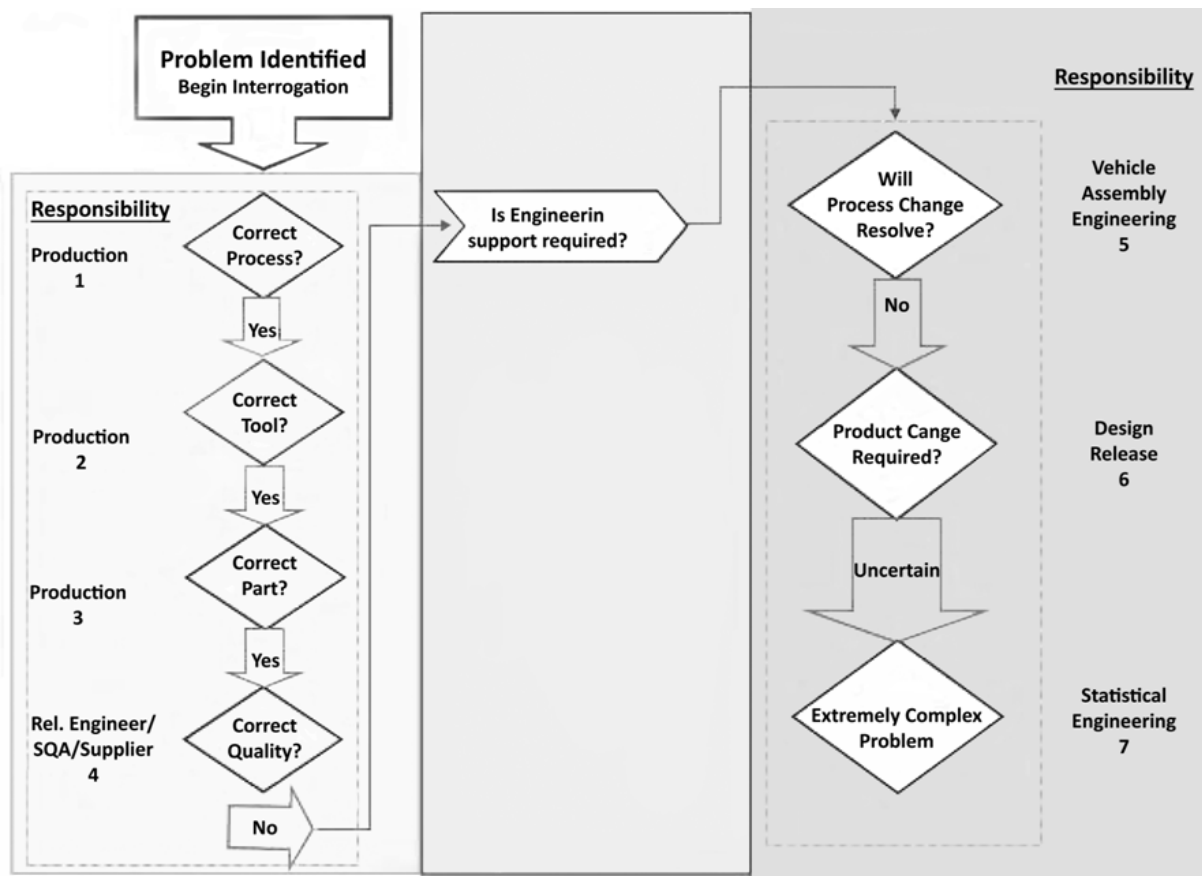 Problem Identified
Begin Interrogation
Responsibility
Correct
Process?
Production
1
Yes
Correct
Tool?
Production
2
Yes
Correct
Part?
Production
3
Yes
Rel. Engineer/
SQA/Supplier
4
Correct
Quality?
No
Is Engineerin
support required?
Responsibility
Will
Process Change
Resolve?
Vehicle
Assembly
Engineering
5
No
Product Cange
Required?
Design
Release
6
Uncertain
Extremely Complex
Problem
Statistical
Engineering
7